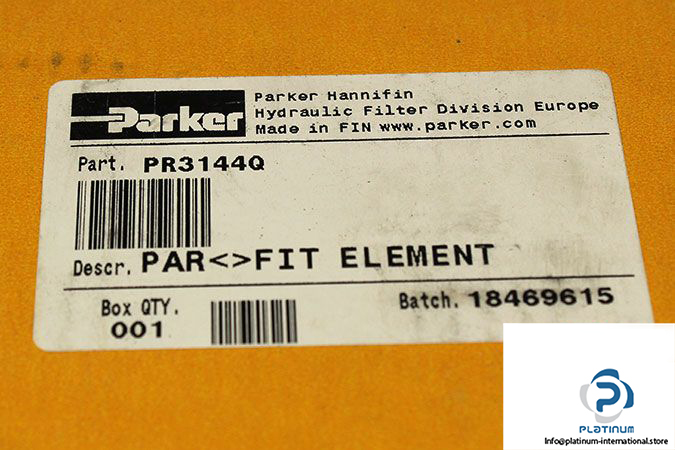 Parker
Parker Hannifin
Hydraulic Filter Division Europe
Made in FIN www.parker.com
Part. PR3144Q
Descr. PAR<>FIT ELEMENT
Box QTY.
001
Batch. 18469615
PLATINUM
Info@platinum-international.store